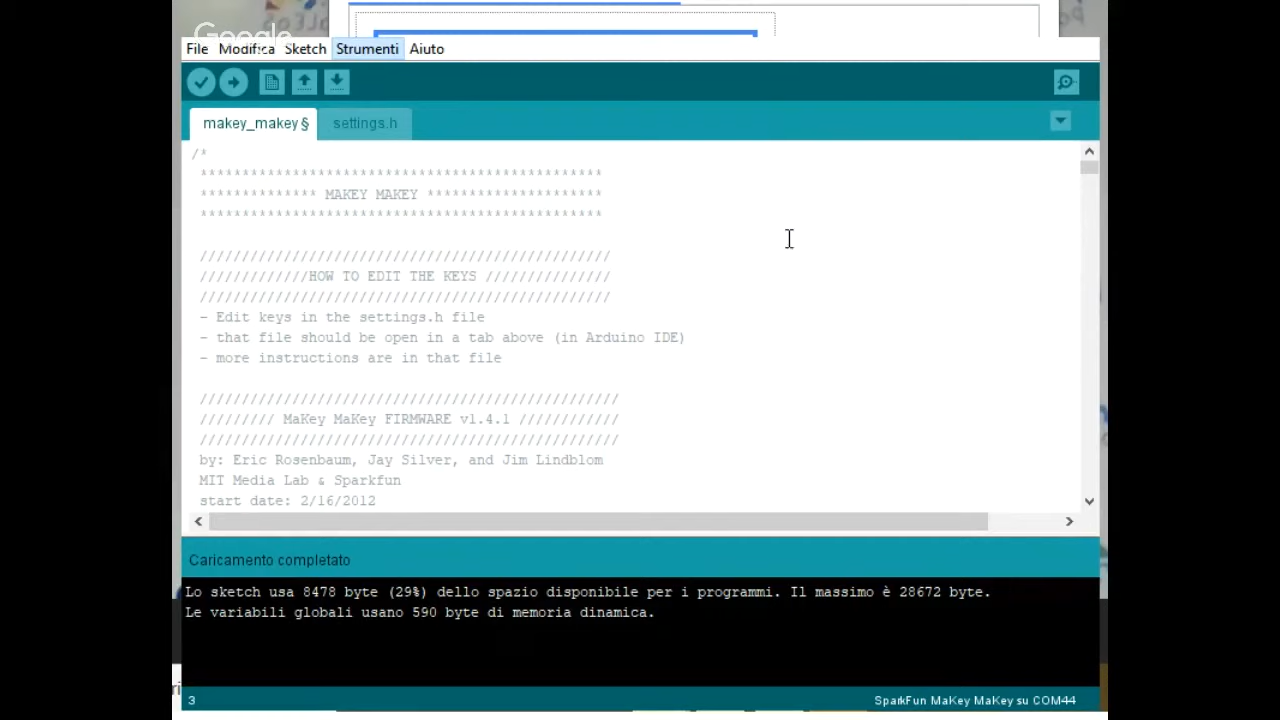 Google
File Modifica Sketch Strumenti Aiuto
makey_makey§ settings.h
/*
************************************************
************** MAKEY MAKEY *********************
************************************************
/////////////////////////////////////////////////
/////////////HOW TO EDIT THE KEYS ///////////////
/////////////////////////////////////////////////
- Edit keys in the settings.h file
- that file should be open in a tab above (in Arduino IDE)
- more instructions are in that file
//////////////////////////////////////////////////
///////// MaKey MaKey FIRMWARE v1.4.1 ////////////
//////////////////////////////////////////////////
by: Eric Rosenbaum, Jay Silver, and Jim Lindblom
MIT Media Lab & Sparkfun
start date: 2/16/2012
Caricamento completato
Lo sketch usa 8478 byte (29%) dello spazio disponibile per i programmi. Il massimo è 28672 byte.
Le variabili globali usano 590 byte di memoria dinamica.
3 SparkFun MaKey MaKey su COM44